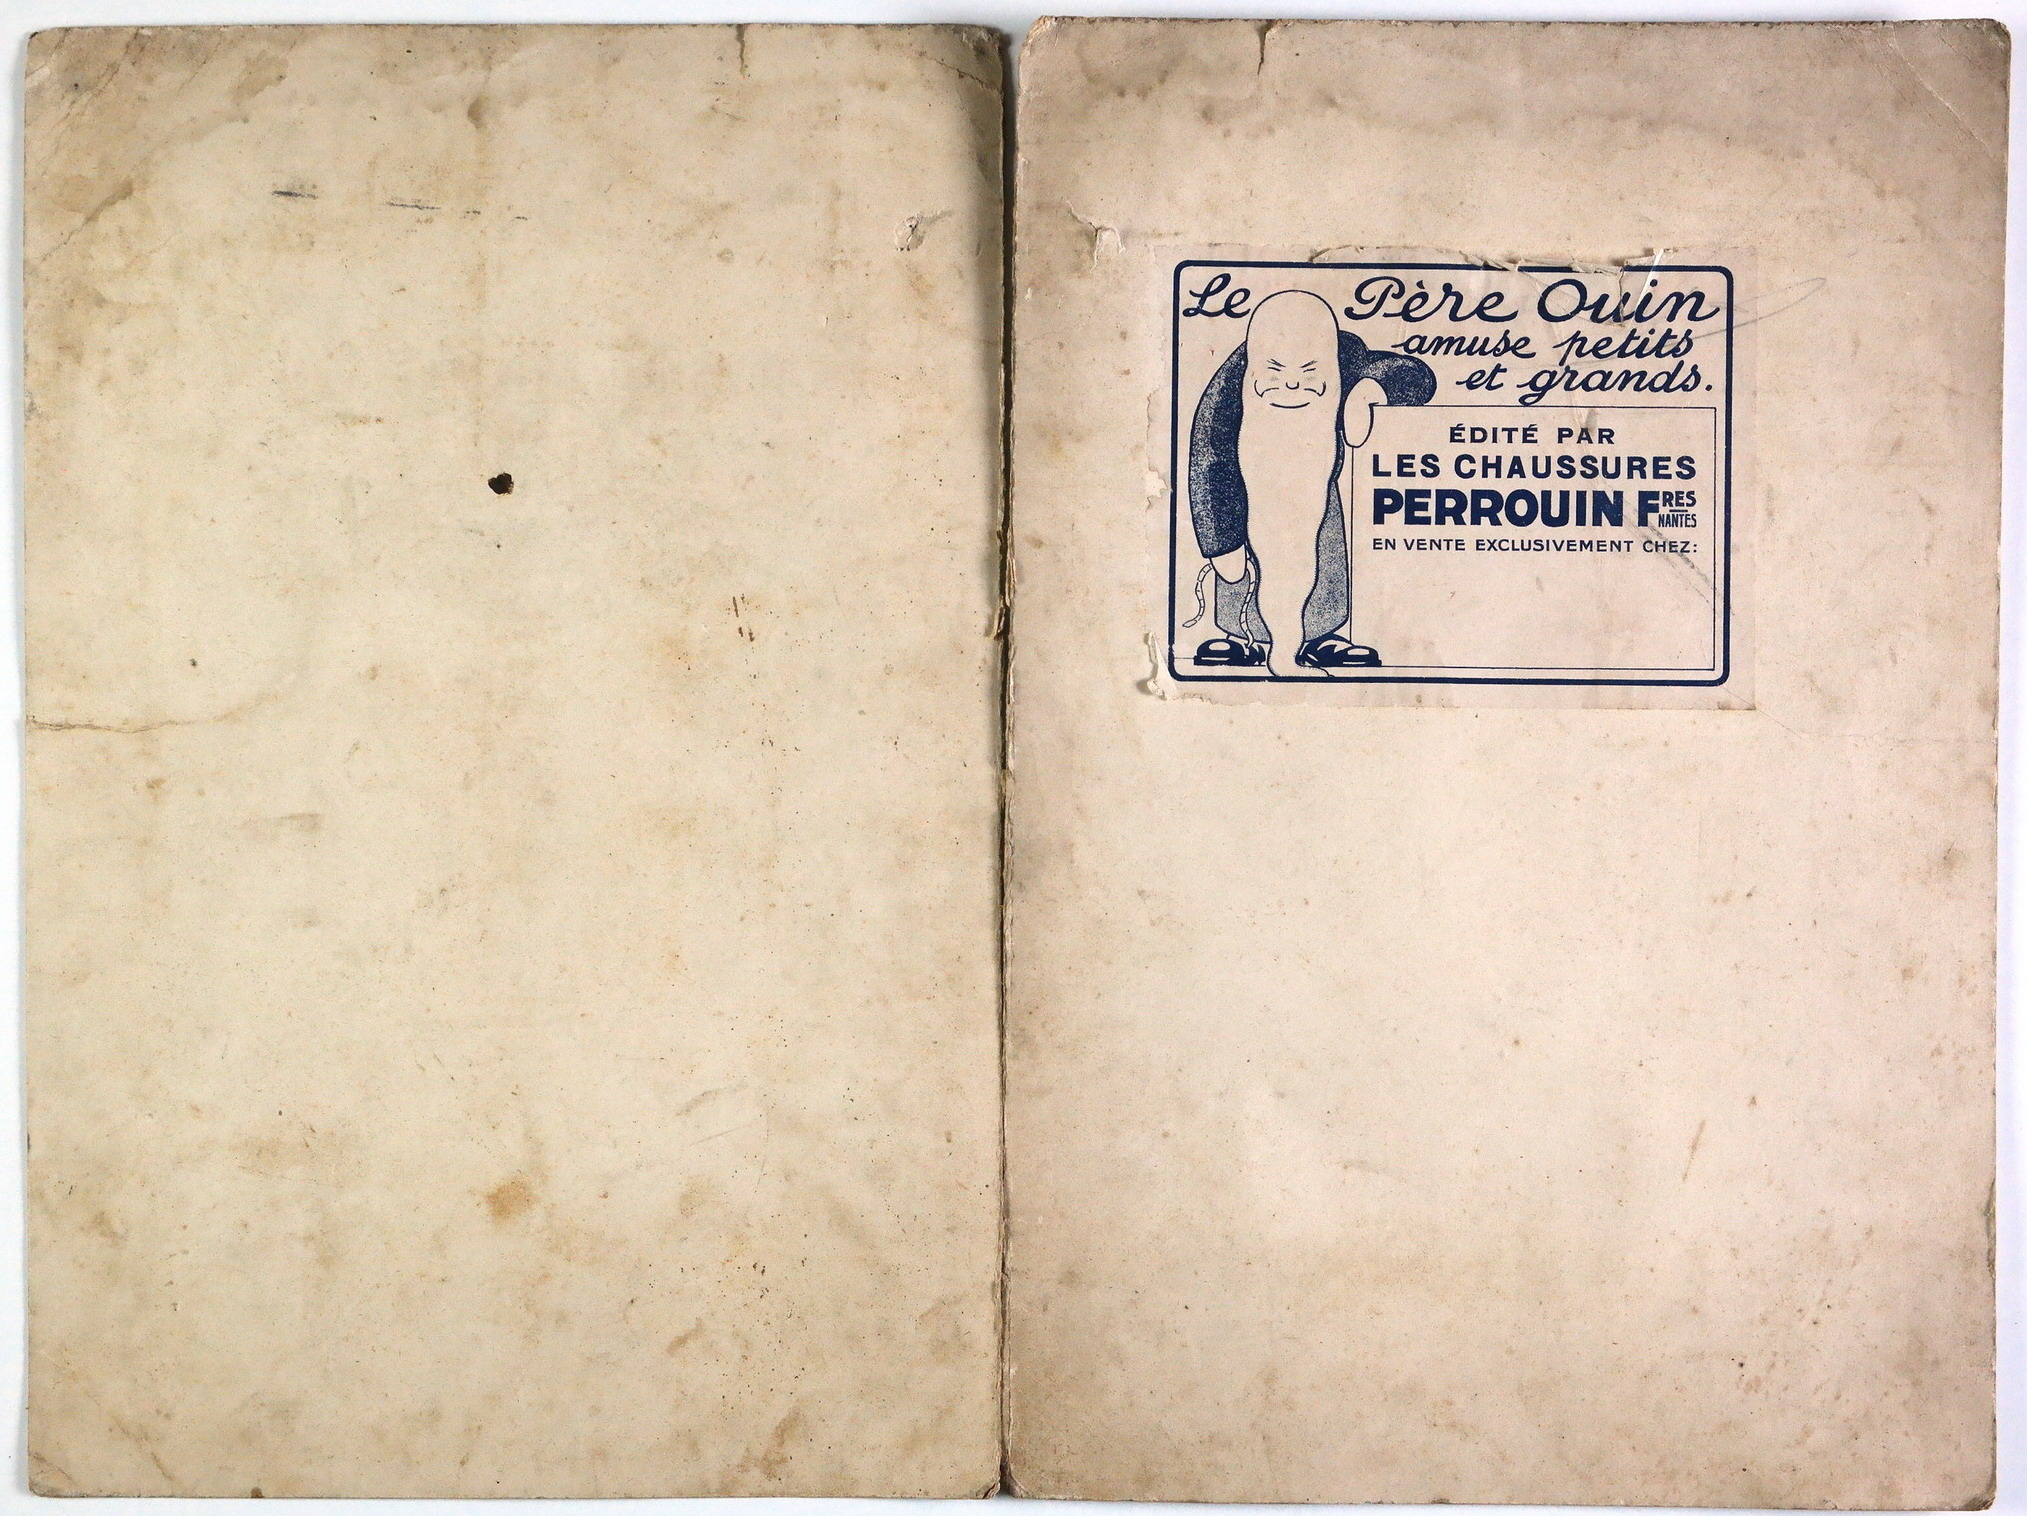 Le Père Ouin
amuse petits
et grands.
ÉDITÉ PAR
LES CHAUSSURES
PERROUIN FRES
NANTES
EN VENTE EXCLUSIVEMENT CHEZ: